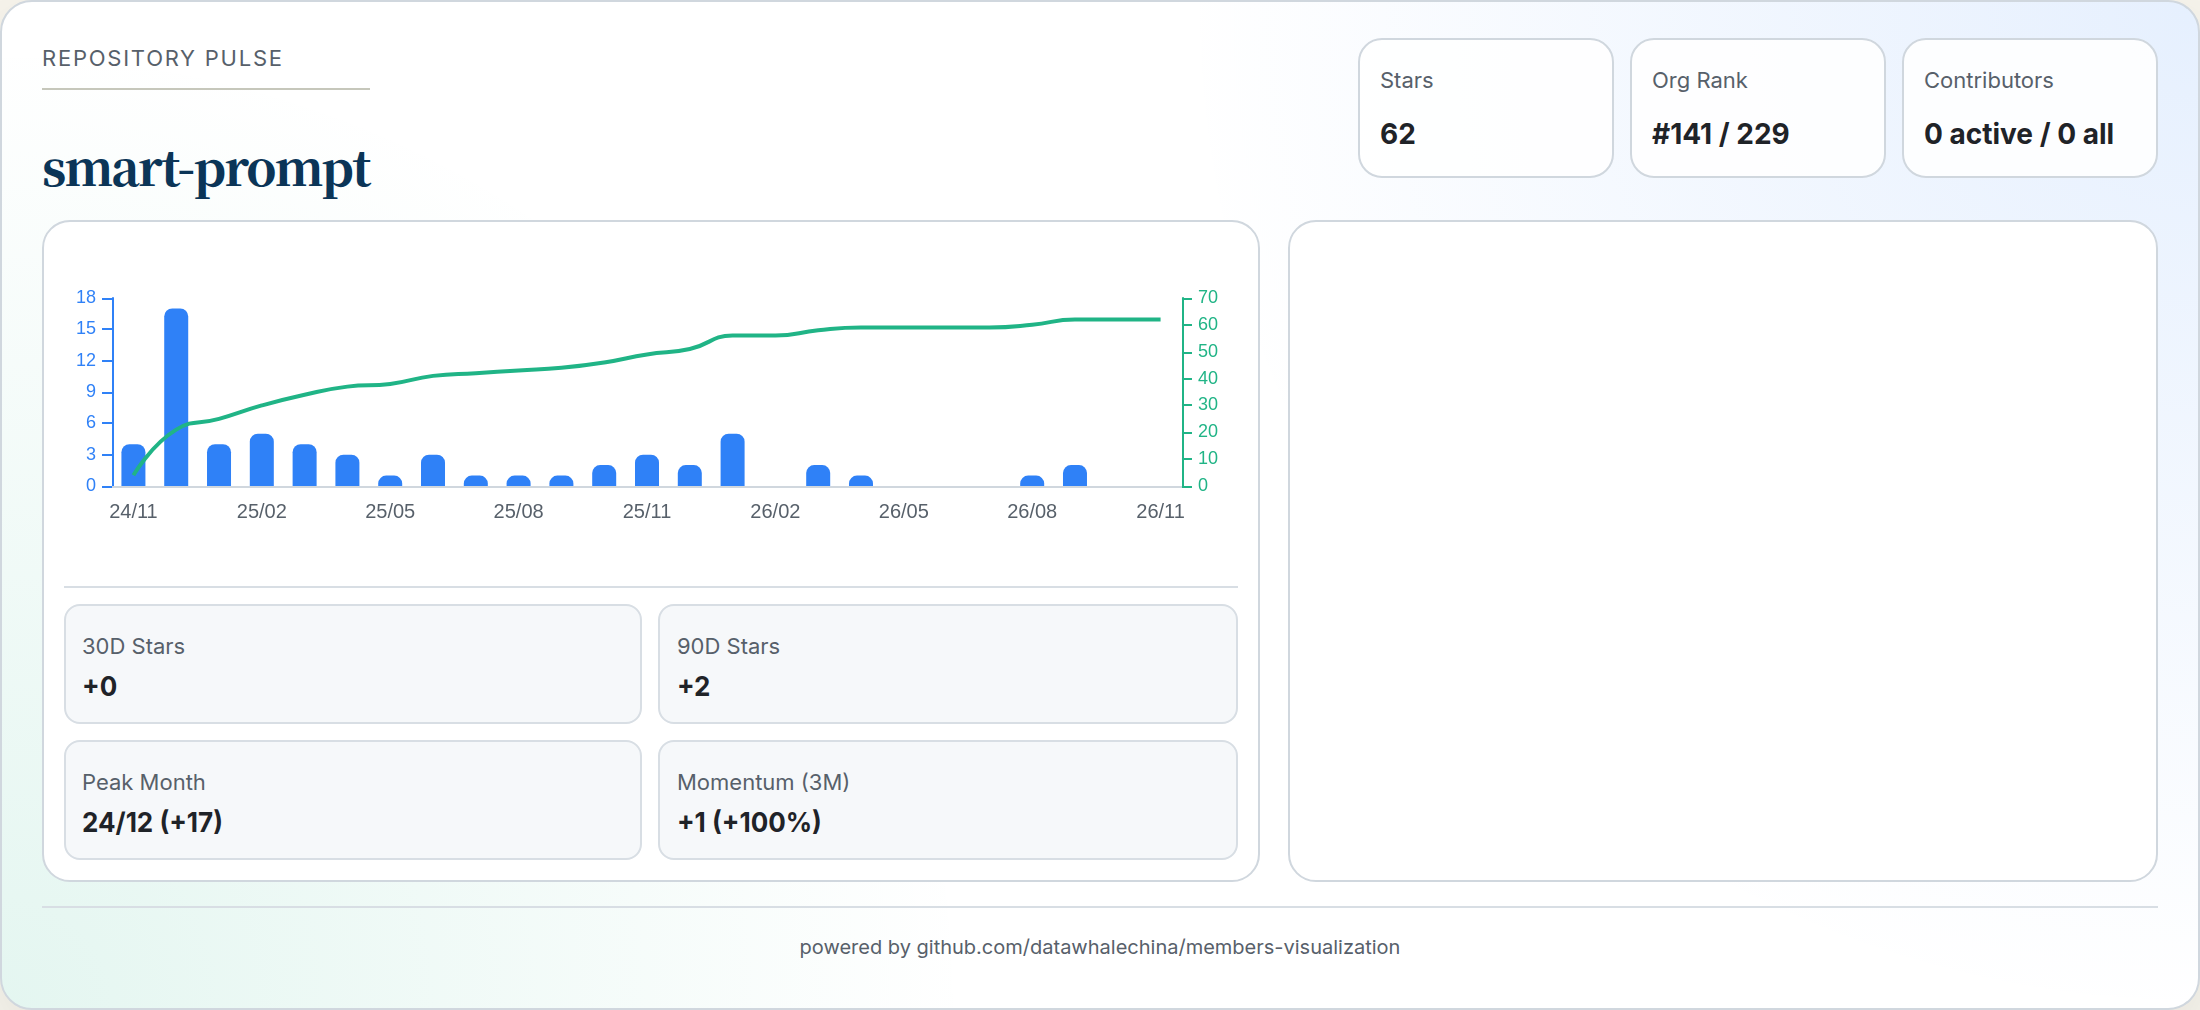 REPOSITORY PULSE
smart-prompt
Stars
62
Org Rank
#141 / 229
Contributors
0 active / 0 all
18
15
12
9
6
3
0
70
60
50
40
30
20
10
0
24/11 25/02 25/05 25/08 25/11 26/02 26/05 26/08 26/11
30D Stars
+0
90D Stars
+2
Peak Month
24/12 (+17)
Momentum (3M)
+1 (+100%)
powered by github.com/datawhalechina/members-visualization